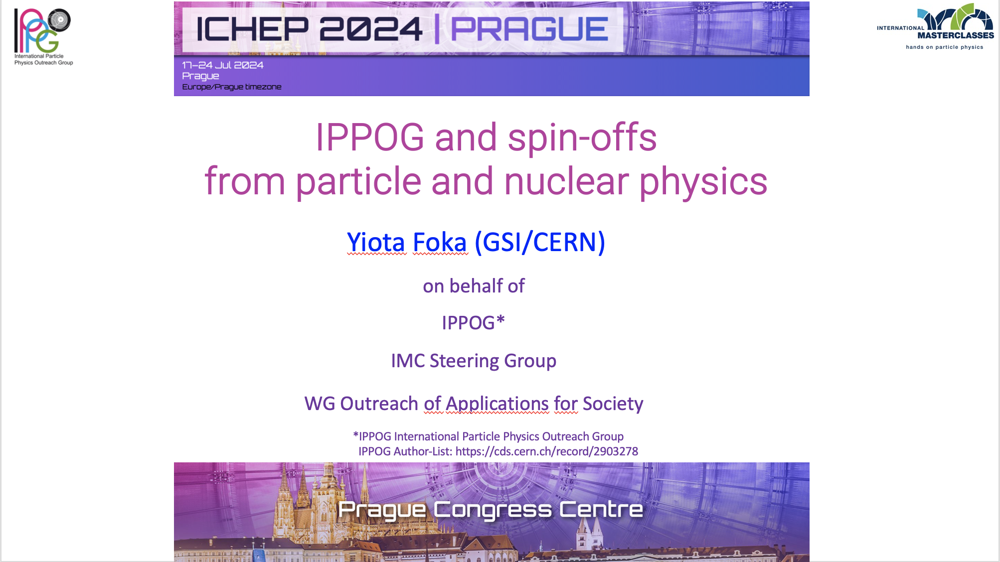 IPPOG
International Particle
Physics Outreach Group
ICHEP 2024 | PRAGUE
17–24 Jul 2024
Prague
Europe/Prague timezone
INTERNATIONAL
MASTERCLASSES
hands on particle physics
IPPOG and spin-offs
from particle and nuclear physics
Yiota Foka (GSI/CERN)
on behalf of
IPPOG*
IMC Steering Group
WG Outreach of Applications for Society
*IPPOG International Particle Physics Outreach Group
IPPOG Author-List: https://cds.cern.ch/record/2903278
Prague Congress Centre